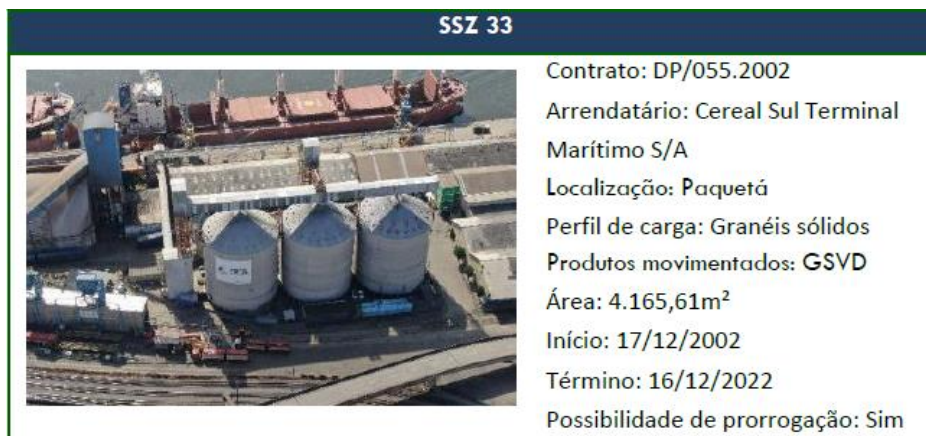 SSZ 33
Contrato: DP/055.2002
Arrendatário: Cereal Sul Terminal
Marítimo S/A
Localização: Paquetá
Perfil de carga: Granéis sólidos
Produtos movimentados: GSVD
Área: 4.165,61m²
Início: 17/12/2002
Término: 16/12/2022
Possibilidade de prorrogação: Sim